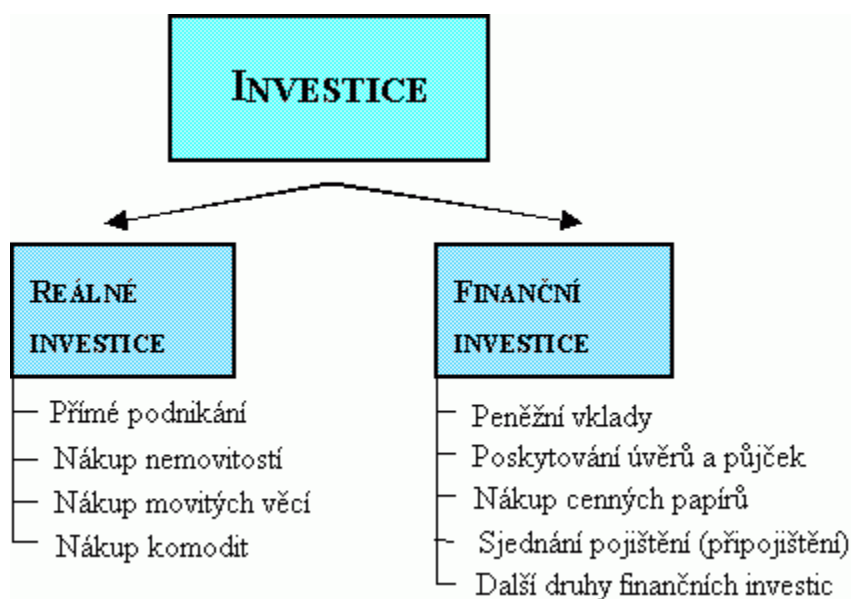 INVESTICE
REÁLNÉ
INVESTICE
Přímé podnikání
Nákup nemovitostí
Nákup movitých věcí
Nákup komodit
FINANČNÍ
INVESTICE
Peněžní vklady
Poskytování úvěrů a půjček
Nákup cenných papírů
Sjednání pojištění (připojištění)
Další druhy finančních investic